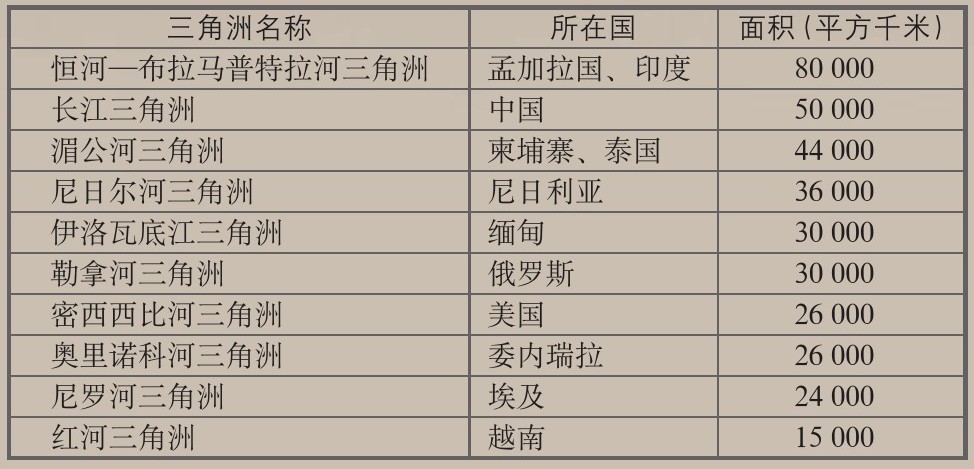 三角洲名称 所在国 面积(平方千米)
恒河—布拉马普特拉河三角洲 孟加拉国、印度 80 000
长江三角洲 中国 50 000
湄公河三角洲 柬埔寨、泰国 44 000
尼日尔河三角洲 尼日利亚 36 000
伊洛瓦底江三角洲 缅甸 30 000
勒拿河三角洲 俄罗斯 30 000
密西西比河三角洲 美国 26 000
奥里诺科河三角洲 委内瑞拉 26 000
尼罗河三角洲 埃及 24 000
红河三角洲 越南 15 000